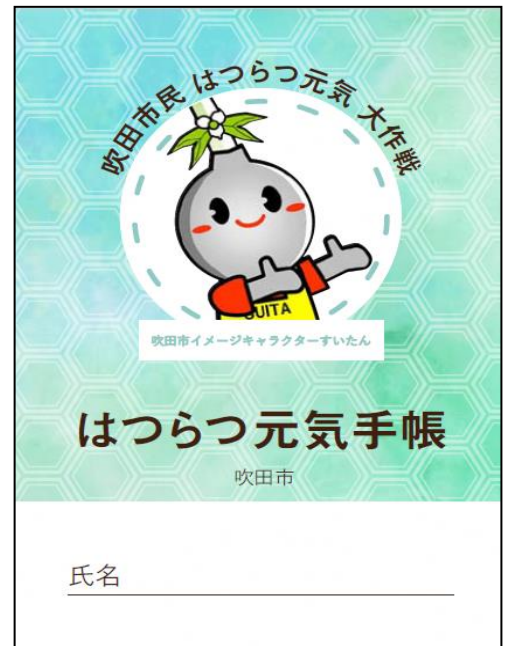 吹田市民 はつらつ元気 大作戦
SUITA
吹田市イメージキャラクターすいたん
はつらつ元気手帳
吹田市
氏名